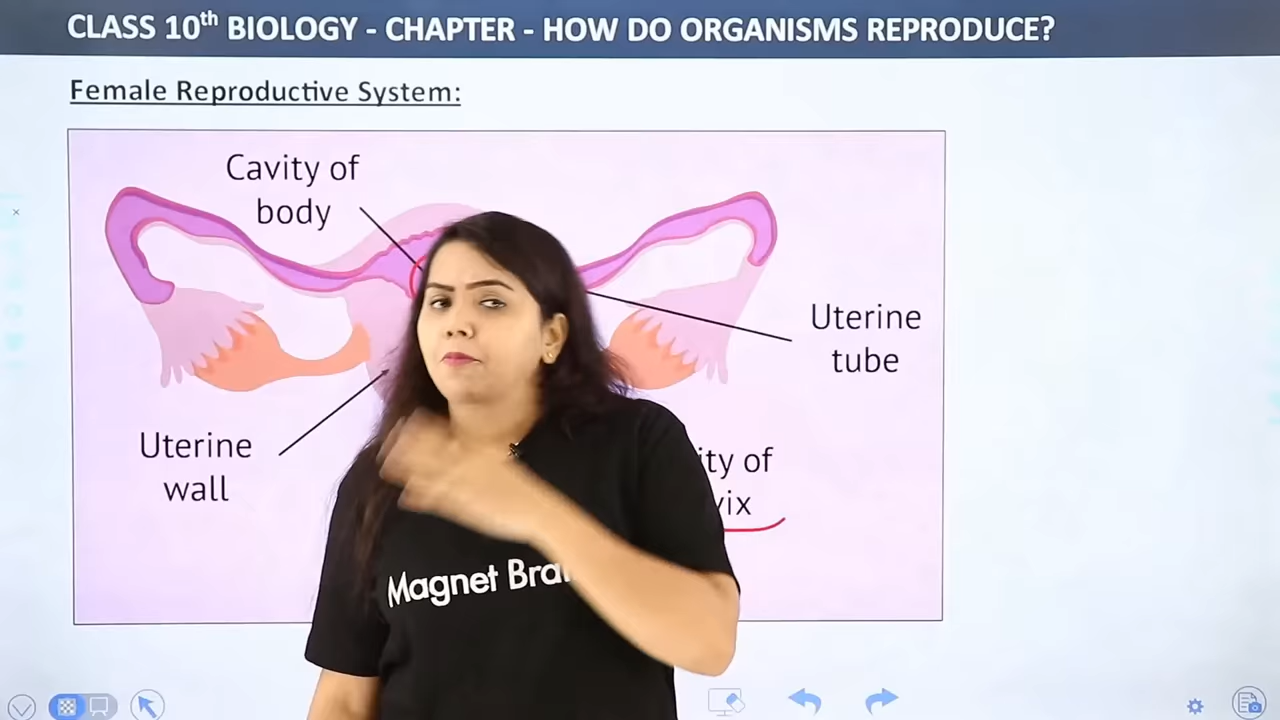 CLASS 10th BIOLOGY - CHAPTER - HOW DO ORGANISMS REPRODUCE?
Female Reproductive System:
Cavity of
body
Uterine
tube
Uterine
wall
of
Magnet